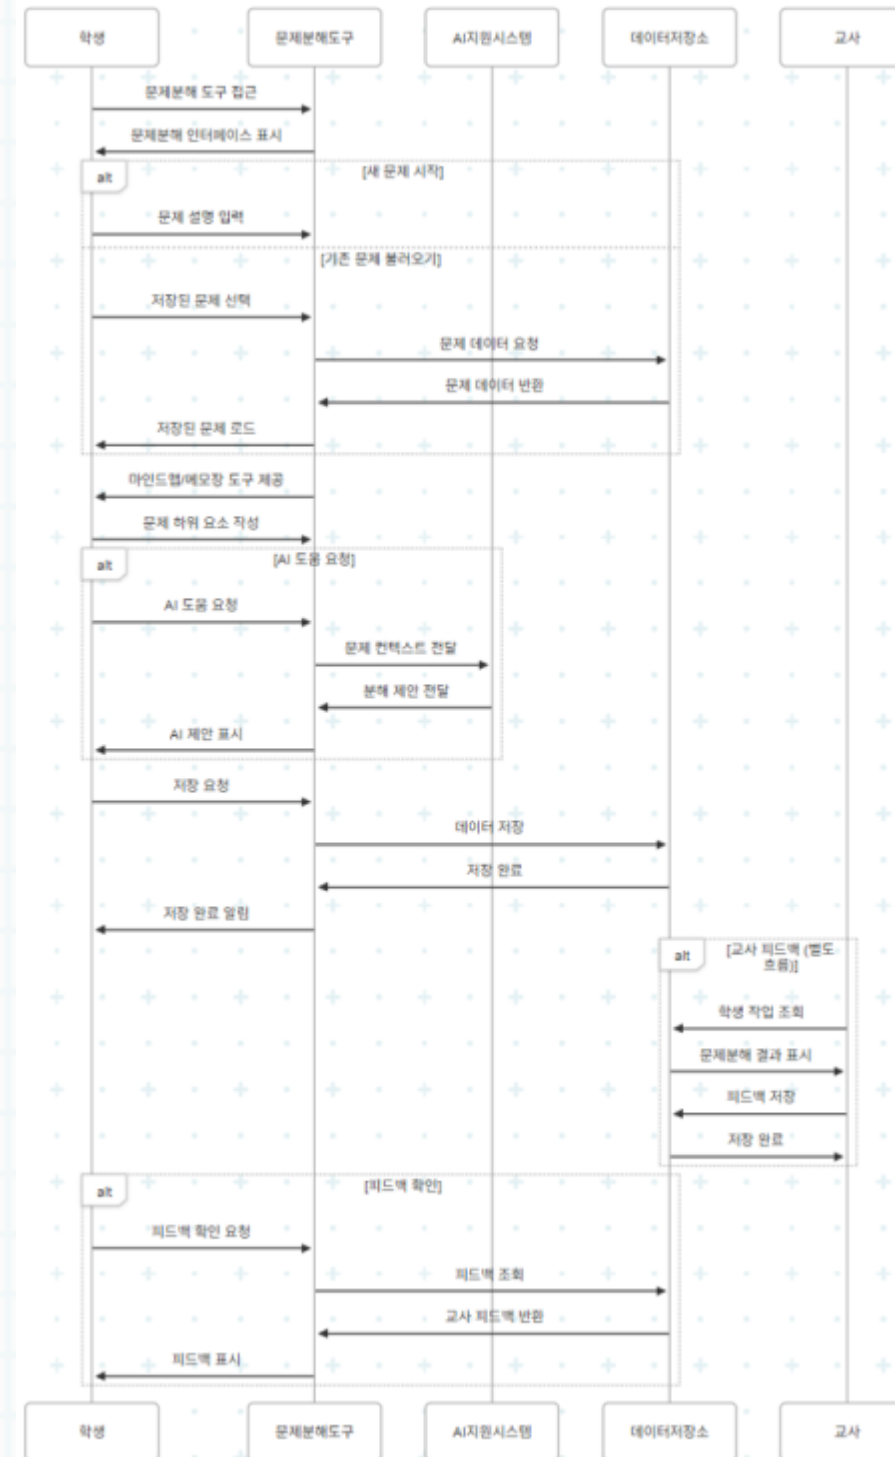 학생
문제분해도구
AI지원시스템
데이터저장소
교사
문제분해 도구 접근
문제분해 인터페이스 표시
alt
[새 문제 시작]
문제 설명 입력
[기존 문제 불러오기]
저장된 문제 선택
문제 데이터 요청
문제 데이터 반환
저장된 문제 로드
마인드맵/메모장 도구 제공
문제 하위 요소 작성
alt
[AI 도움 요청]
AI 도움 요청
문제 컨텍스트 전달
분해 제안 전달
AI 제안 표시
저장 요청
데이터 저장
저장 완료
저장 완료 알림
alt
[교사 피드백 (별도
흐름)]
학생 작업 조회
문제분해 결과 표시
피드백 저장
저장 완료
alt
[피드백 확인]
피드백 확인 요청
피드백 조회
교사 피드백 반환
피드백 표시
학생
문제분해도구
AI지원시스템
데이터저장소
교사